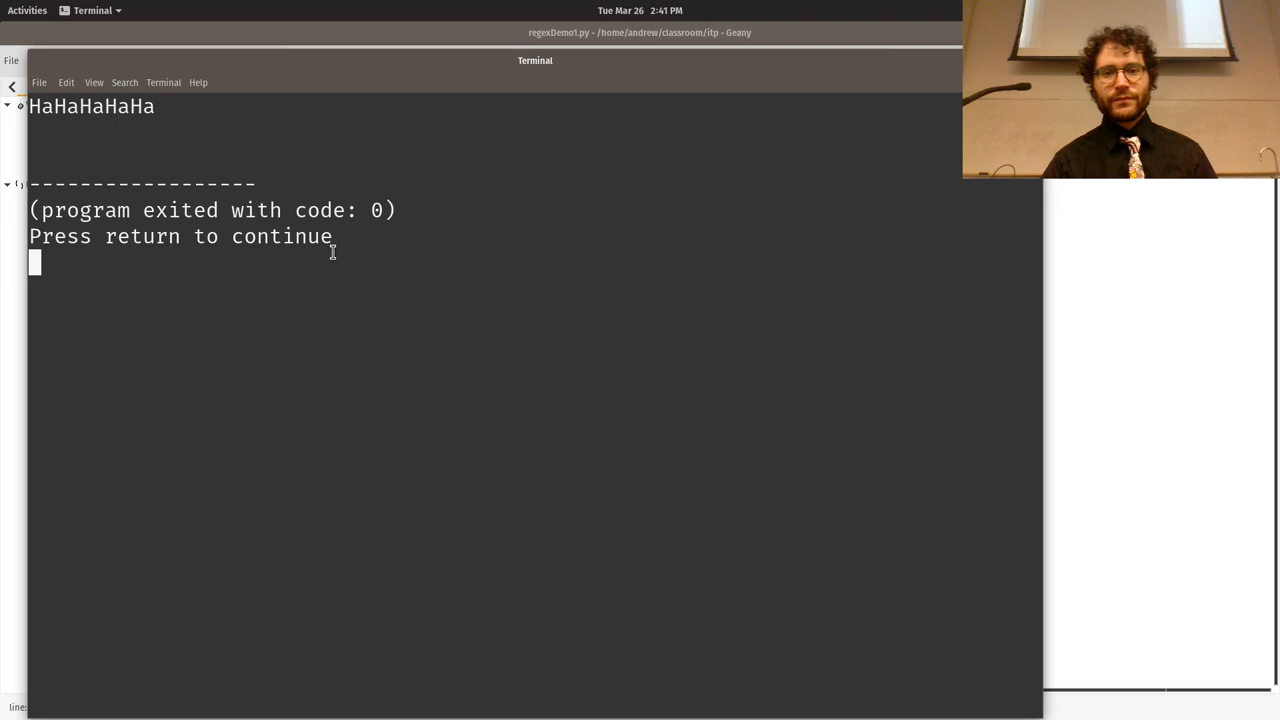 Activities Terminal Tue Mar 26 2:41 PM
regexDemo1.py - /home/andrew/classroom/itp - Geany
File
Terminal
File Edit View Search Terminal Help
HaHaHaHaHa
------------------
(program exited with code: 0)
Press return to continue
line: